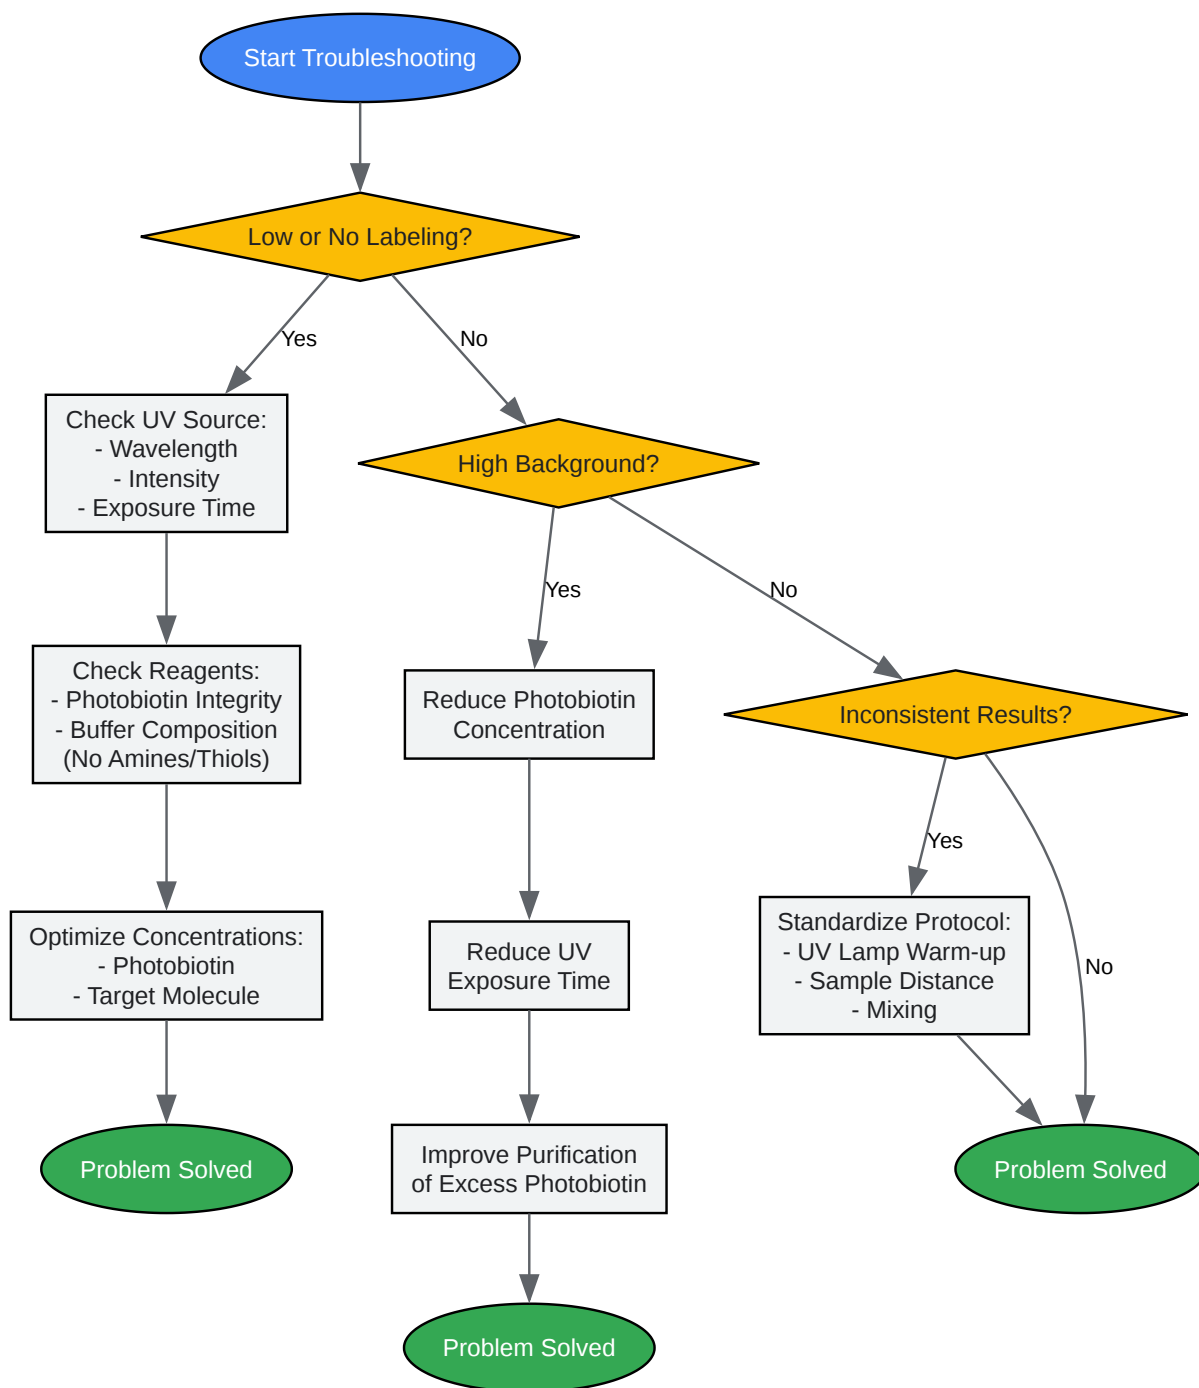 Start Troubleshooting
Low or No Labeling?
Yes
No
Check UV Source:
- Wavelength
- Intensity
- Exposure Time
High Background?
Yes
No
Check Reagents:
- Photobiotin Integrity
- Buffer Composition
(No Amines/Thiols)
Reduce Photobiotin
Concentration
Inconsistent Results?
Yes
No
Optimize Concentrations:
- Photobiotin
- Target Molecule
Reduce UV
Exposure Time
Standardize Protocol:
- UV Lamp Warm-up
- Sample Distance
- Mixing
Problem Solved
Improve Purification
of Excess Photobiotin
Problem Solved
Problem Solved